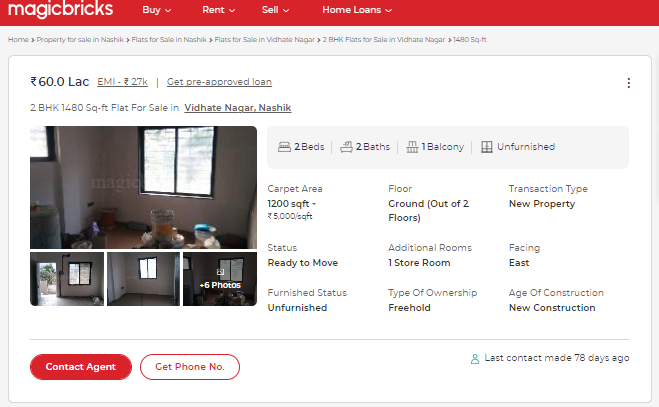 magicbricks
Buy
Rent
Sell
Home Loans
Home > Property for sale in Nashik > Flats for Sale in Nashik > Flats for Sale in Vidhate Nagar > 2 BHK Flats for Sale in Vidhate Nagar > 1480 Sq-ft
₹60.0 Lac EMI - ₹ 27k | Get pre-approved loan
2 BHK 1480 Sq-ft Flat For Sale in Vidhate Nagar, Nashik
2 Beds
2 Baths
1 Balcony
Unfurnished
Carpet Area
1200 sqft -
₹5,000/sqft
Floor
Ground (Out of 2
Floors)
Transaction Type
New Property
Status
Ready to Move
Additional Rooms
1 Store Room
Facing
East
+6 Photos
Furnished Status
Unfurnished
Type Of Ownership
Freehold
Age Of Construction
New Construction
Contact Agent
Get Phone No.
Last contact made 78 days ago